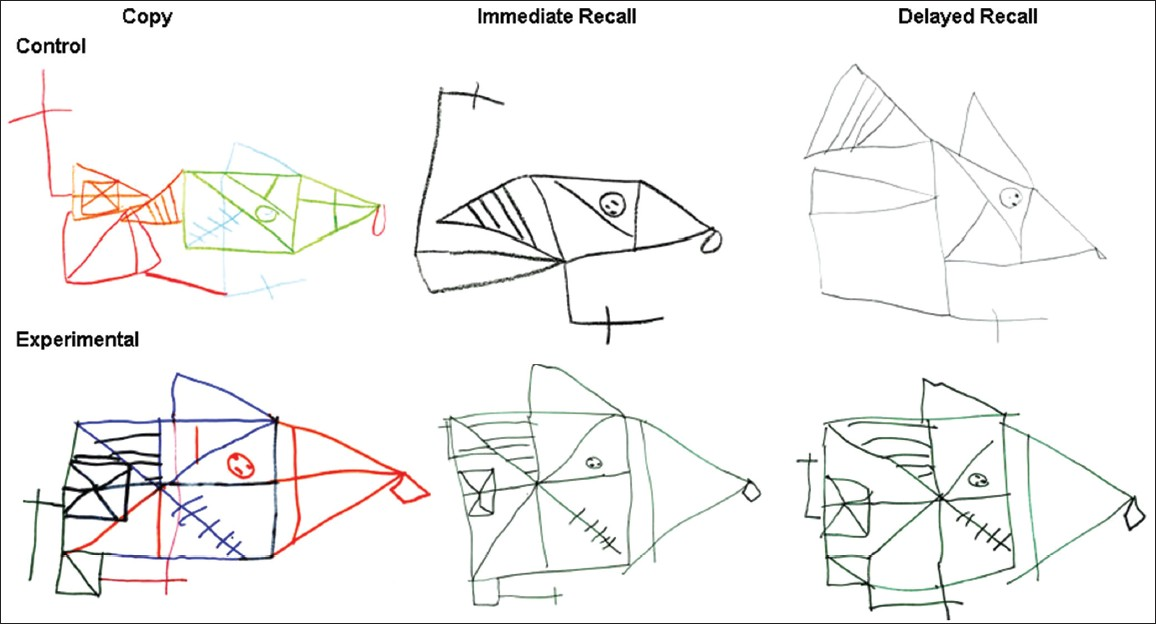 Copy Immediate Recall Delayed Recall
Control
Experimental